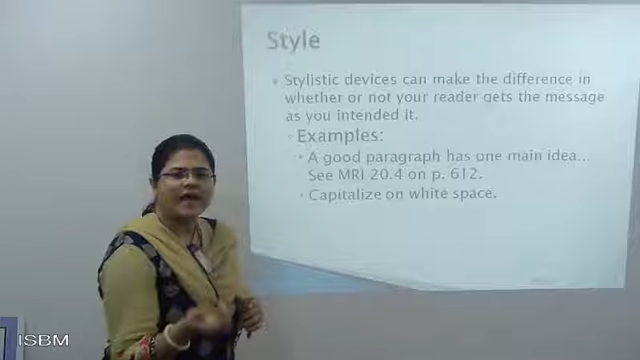 Style
Stylistic devices can make the difference in
whether or not your reader gets the message
as you intended it.
Examples:
A good paragraph has one main idea...
See MRI 20.4 on p. 612.
Capitalize on white space.
ISBM